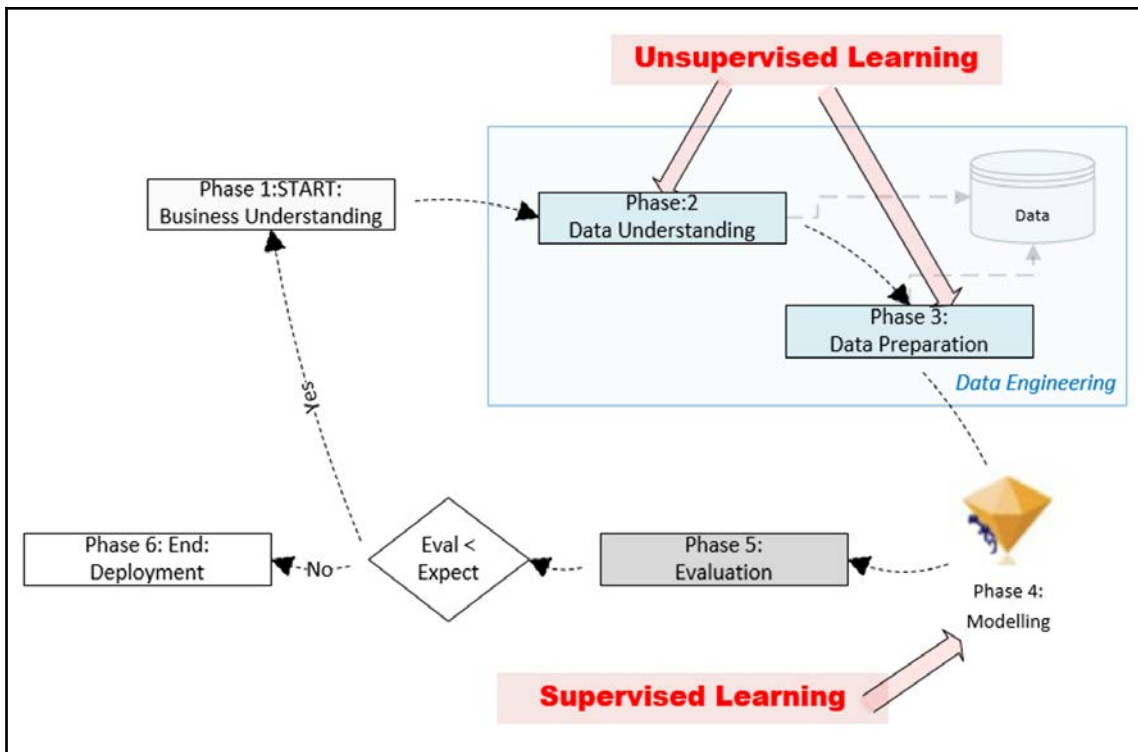 Unsupervised Learning
Phase 1:START:
Business Understanding
Phase:2
Data Understanding
Data
Phase 3:
Data Preparation
Data Engineering
Yes
Phase 6: End:
Deployment
No
Eval <
Expect
Phase 5:
Evaluation
Phase 4:
Modelling
Supervised Learning